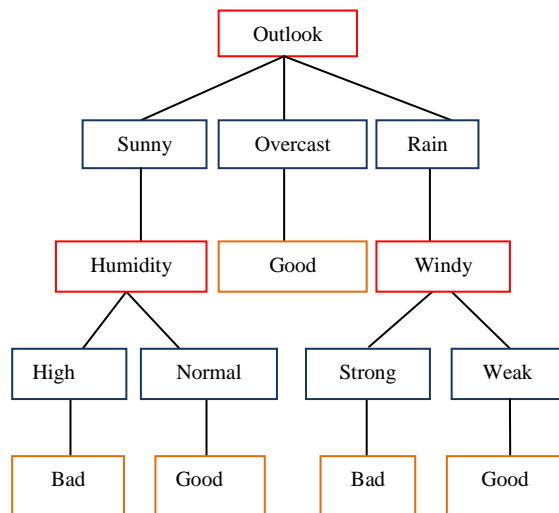 Outlook
Sunny Overcast Rain
Humidity Good Windy
High Normal Strong Weak
Bad Good Bad Good